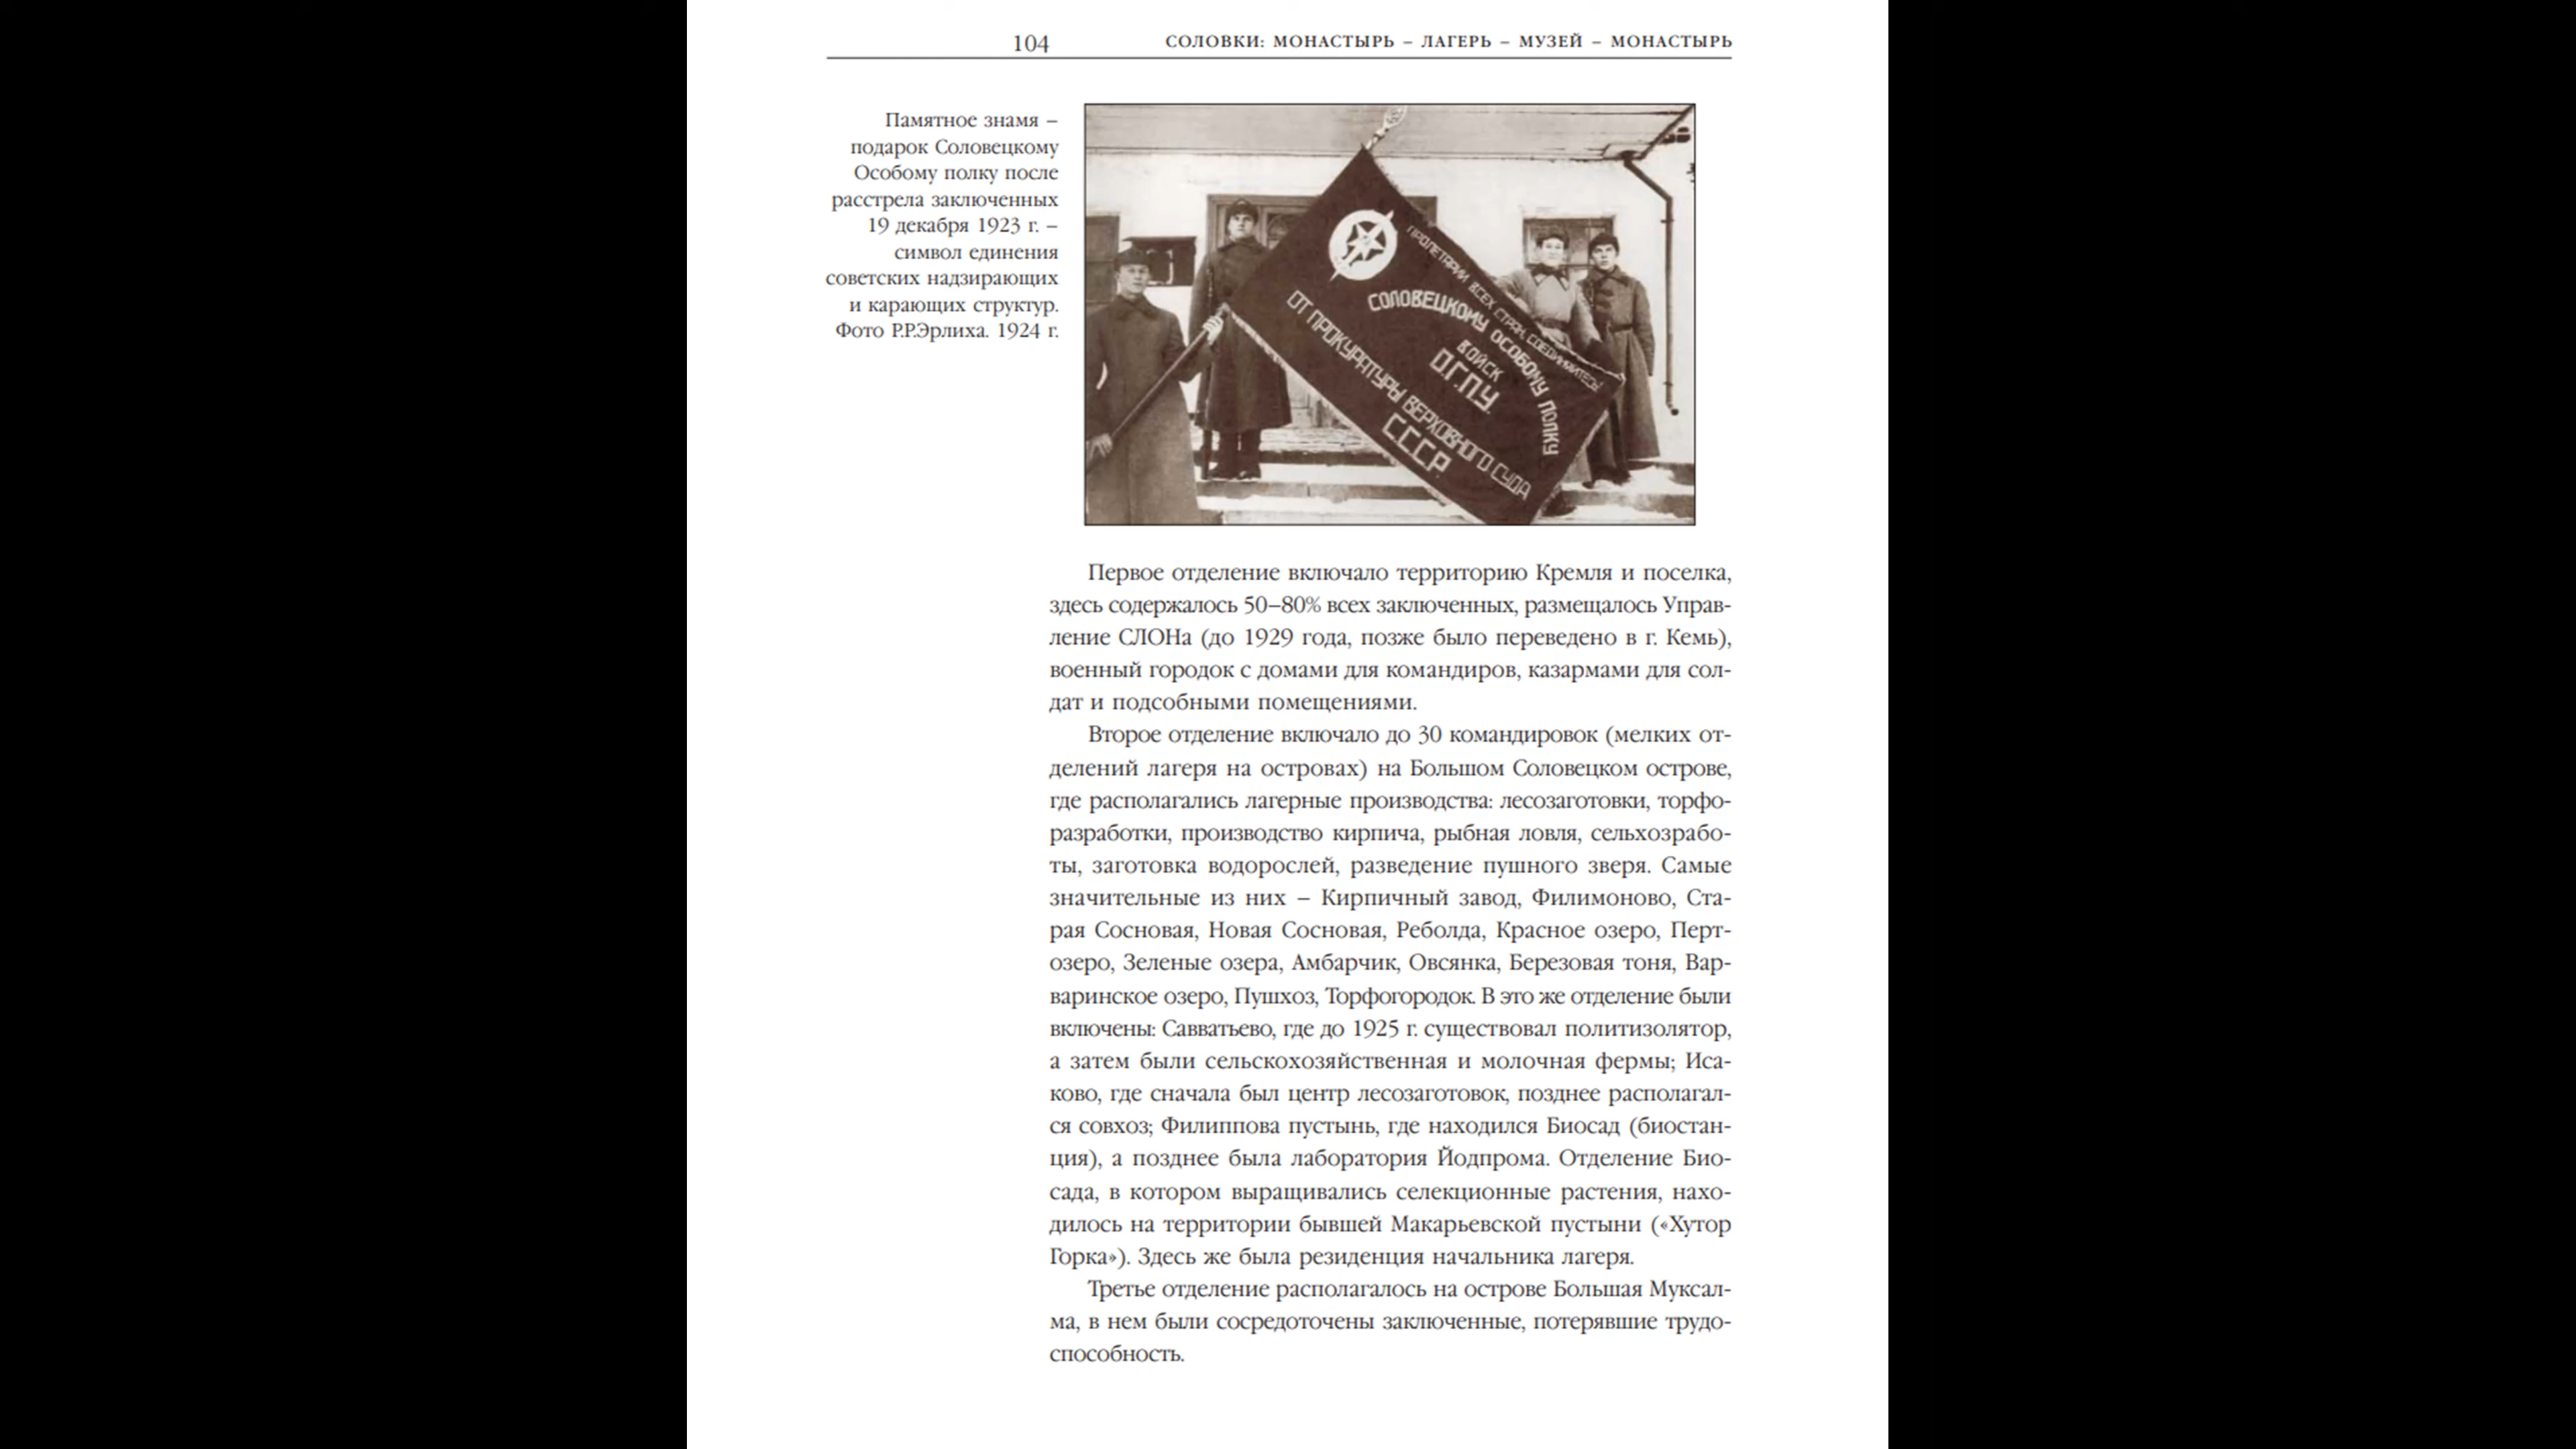 104
СОЛОВКИ: МОНАСТЫРЬ – ЛАГЕРЬ – МУЗЕЙ – МОНАСТЫРЬ
Памятное знамя –
подарок Соловецкому
Особому полку после
расстрела заключенных
19 декабря 1923 г. –
символ единения
советских надзирающих
и карающих структур.
Фото Р.Р.Эрлиха. 1924 г.
ПРОЛЕТАРИИ ВСЕХ СТРАН, СОЕДИНЯЙТЕСЬ!
СОЛОВЕЦКОМУ ОСОБОМУ ПОЛКУ
ВОЙСК
О.Г.П.У.
ОТ ПРОКУРАТУРЫ ВЕРХОВНОГО СУДА
С.С.С.Р.
Первое отделение включало территорию Кремля и поселка,
здесь содержалось 50–80% всех заключенных, размещалось Управ-
ление СЛОНа (до 1929 года, позже было переведено в г. Кемь),
военный городок с домами для командиров, казармами для сол-
дат и подсобными помещениями.
Второе отделение включало до 30 командировок (мелких от-
делений лагеря на островах) на Большом Соловецком острове,
где располагались лагерные производства: лесозаготовки, торфо-
разработки, производство кирпича, рыбная ловля, сельхозрабо-
ты, заготовка водорослей, разведение пушного зверя. Самые
значительные из них – Кирпичный завод, Филимоново, Ста-
рая Сосновая, Новая Сосновая, Реболда, Красное озеро, Перт-
озеро, Зеленые озера, Амбарчик, Овсянка, Березовая тоня, Вар-
варинское озеро, Пушхоз, Торфогородок. В это же отделение были
включены: Савватьево, где до 1925 г. существовал политизолятор,
а затем были сельскохозяйственная и молочная фермы; Иса-
ково, где сначала был центр лесозаготовок, позднее располагал-
ся совхоз; Филиппова пустынь, где находился Биосад (биостан-
ция), а позднее была лаборатория Йодпрома. Отделение Био-
сада, в котором выращивались селекционные растения, нахо-
дилось на территории бывшей Макарьевской пустыни («Хутор
Горка»). Здесь же была резиденция начальника лагеря.
Третье отделение располагалось на острове Большая Муксал-
ма, в нем были сосредоточены заключенные, потерявшие трудо-
способность.